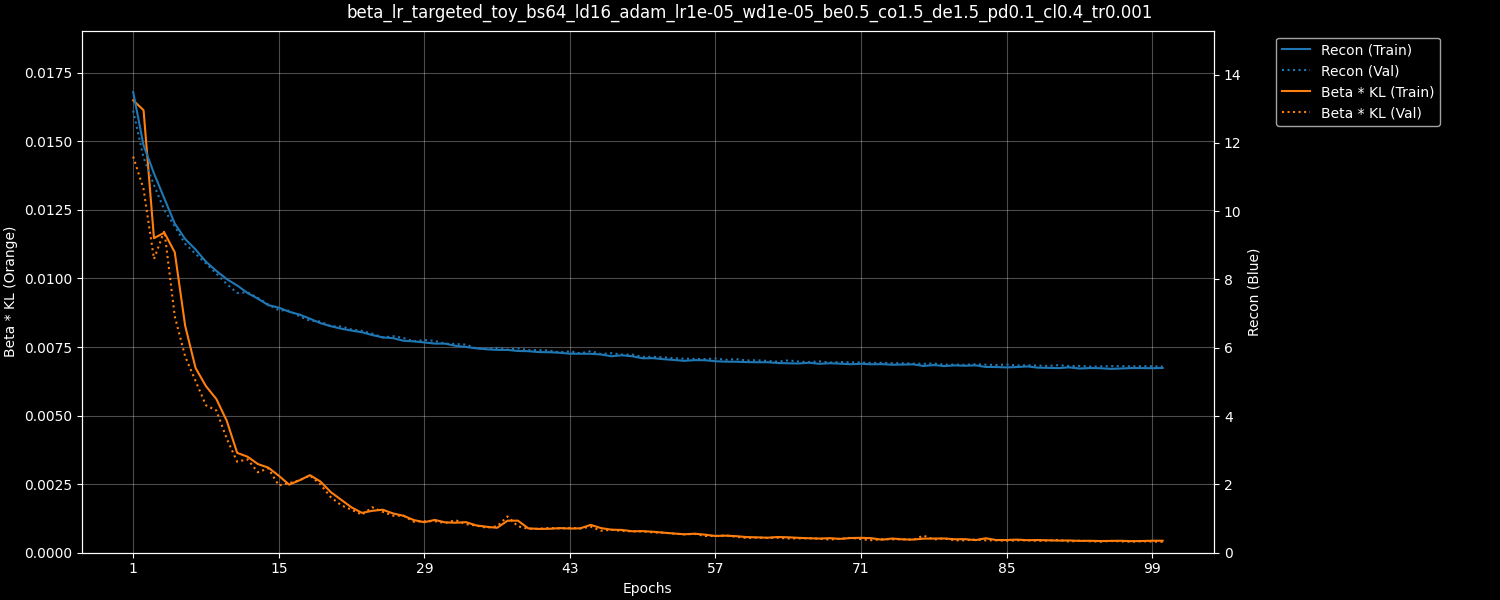 beta_lr_targeted_toy_bs64_ld16_adam_lr1e-05_wd1e-05_be0.5_co1.5_de1.5_pd0.1_cl0.4_tr0.001
Beta * KL (Orange)
0.0175
0.0150
0.0125
0.0100
0.0075
0.0050
0.0025
0.0000
1 15 29 43 57 71 85 99
Epochs
14
12
10
8
6
4
2
0
Recon (Blue)
Recon (Train)
Recon (Val)
Beta * KL (Train)
Beta * KL (Val)